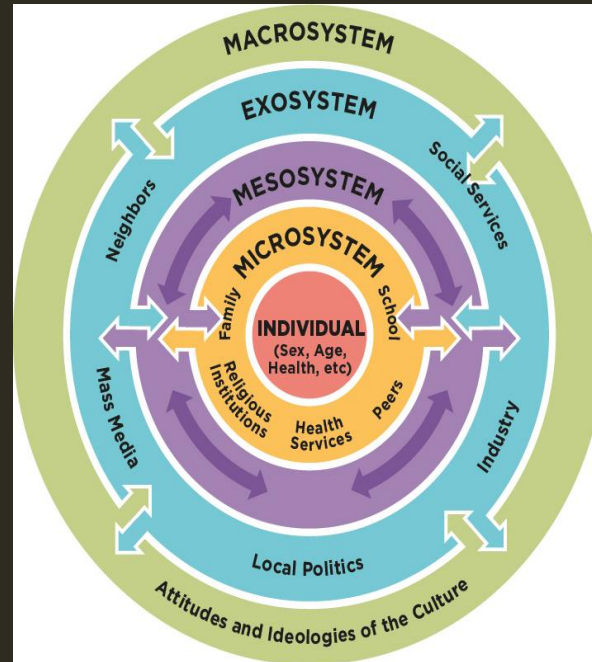 MACROSYSTEM
EXOSYSTEM
Neighbors
Social Services
MESOSYSTEM
MICROSYSTEM
Family
School
INDIVIDUAL
(Sex, Age,
Health, etc)
Religious
Institutions
Health
Services
Peers
Mass Media
Industry
Local Politics
Attitudes and Ideologies of the Culture